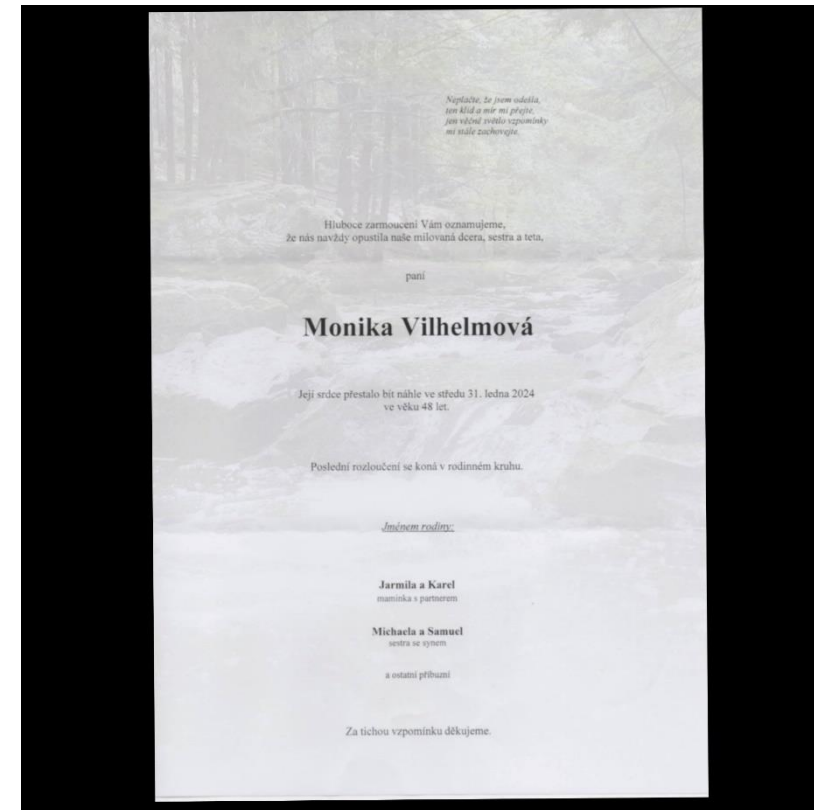 Neplačte, že jsem odešla,
ten klid a mír mi přejte,
jen věčné světlo vzpomínky
mi stále zachovejte.
Hluboce zarmoucení Vám oznamujeme,
že nás navždy opustila naše milovaná dcera, sestra a teta,
paní
Monika Vilhelmová
Její srdce přestalo bít náhle ve středu 31. ledna 2024
ve věku 48 let.
Poslední rozloučení se koná v rodinném kruhu.
Jménem rodiny:
Jarmila a Karel
maminka s partnerem
Michaela a Samuel
sestra se synem
a ostatní příbuzní
Za tichou vzpomínku děkujeme.